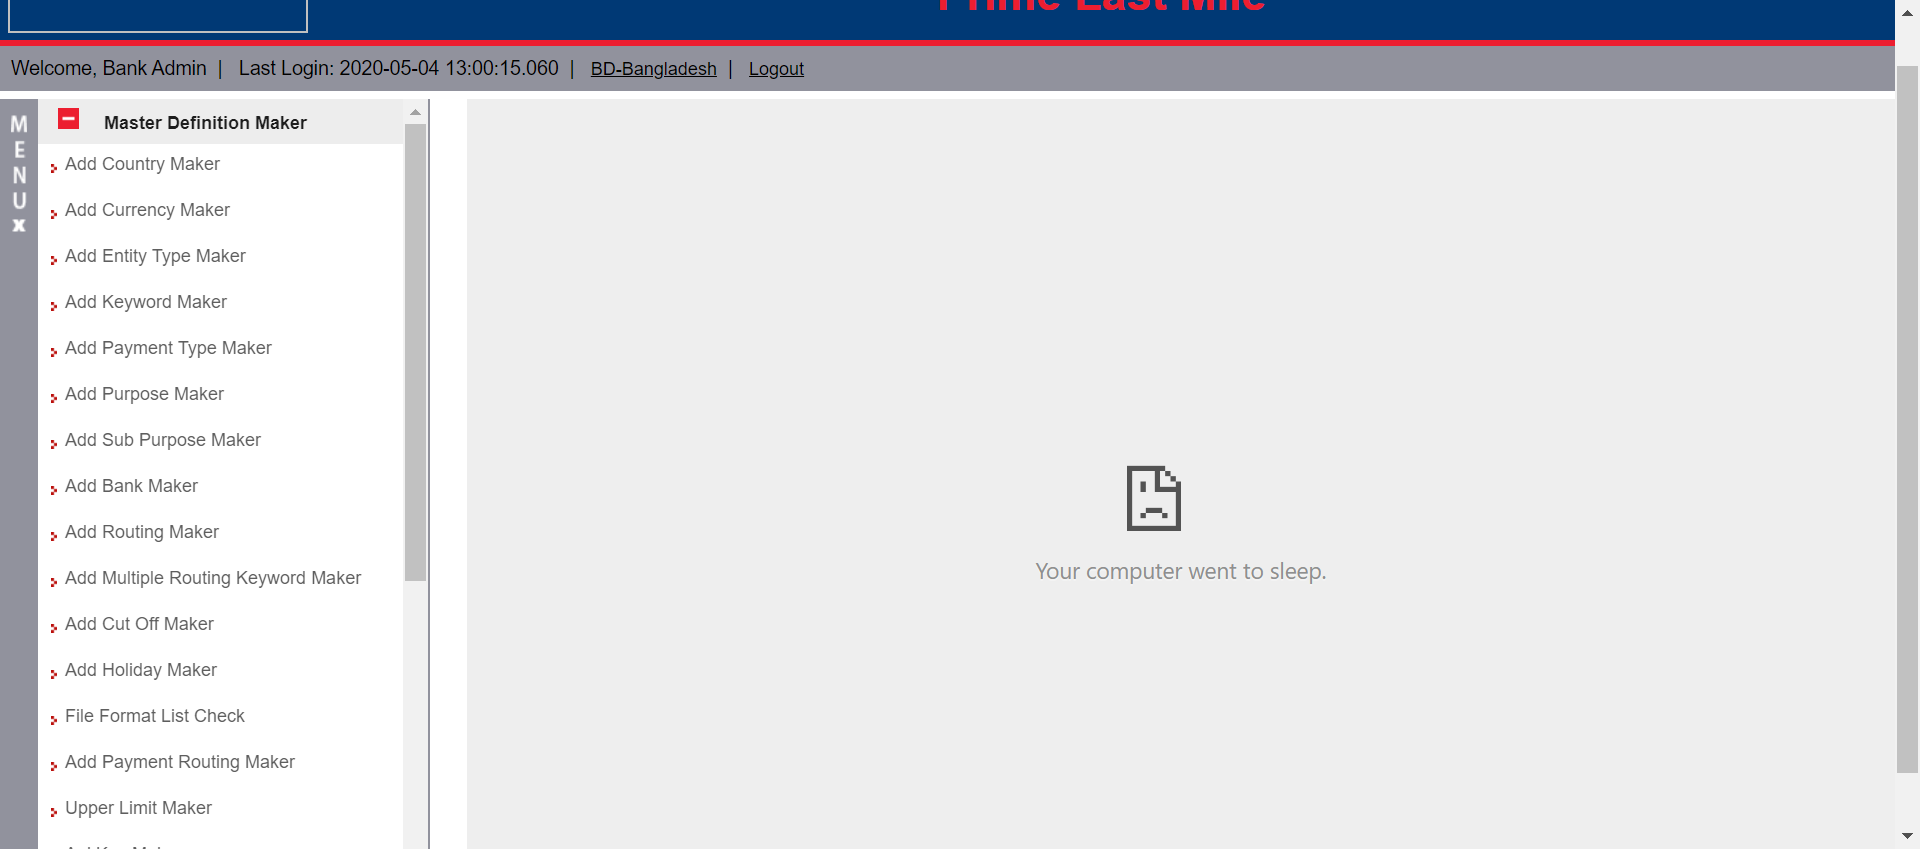 Prime Last Mile
Welcome, Bank Admin | Last Login: 2020-05-04 13:00:15.060 | BD-Bangladesh | Logout
M
E
N
U
x
Master Definition Maker
Add Country Maker
Add Currency Maker
Add Entity Type Maker
Add Keyword Maker
Add Payment Type Maker
Add Purpose Maker
Add Sub Purpose Maker
Add Bank Maker
Add Routing Maker
Add Multiple Routing Keyword Maker
Add Cut Off Maker
Add Holiday Maker
File Format List Check
Add Payment Routing Maker
Upper Limit Maker
Your computer went to sleep.